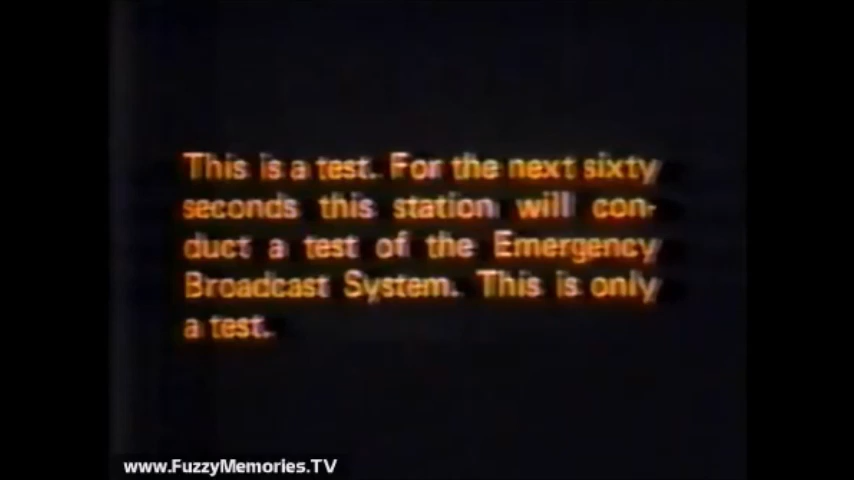 This is a test. For the next sixty
seconds this station will con-
duct a test of the Emergency
Broadcast System. This is only
a test.
www.FuzzyMemories.TV